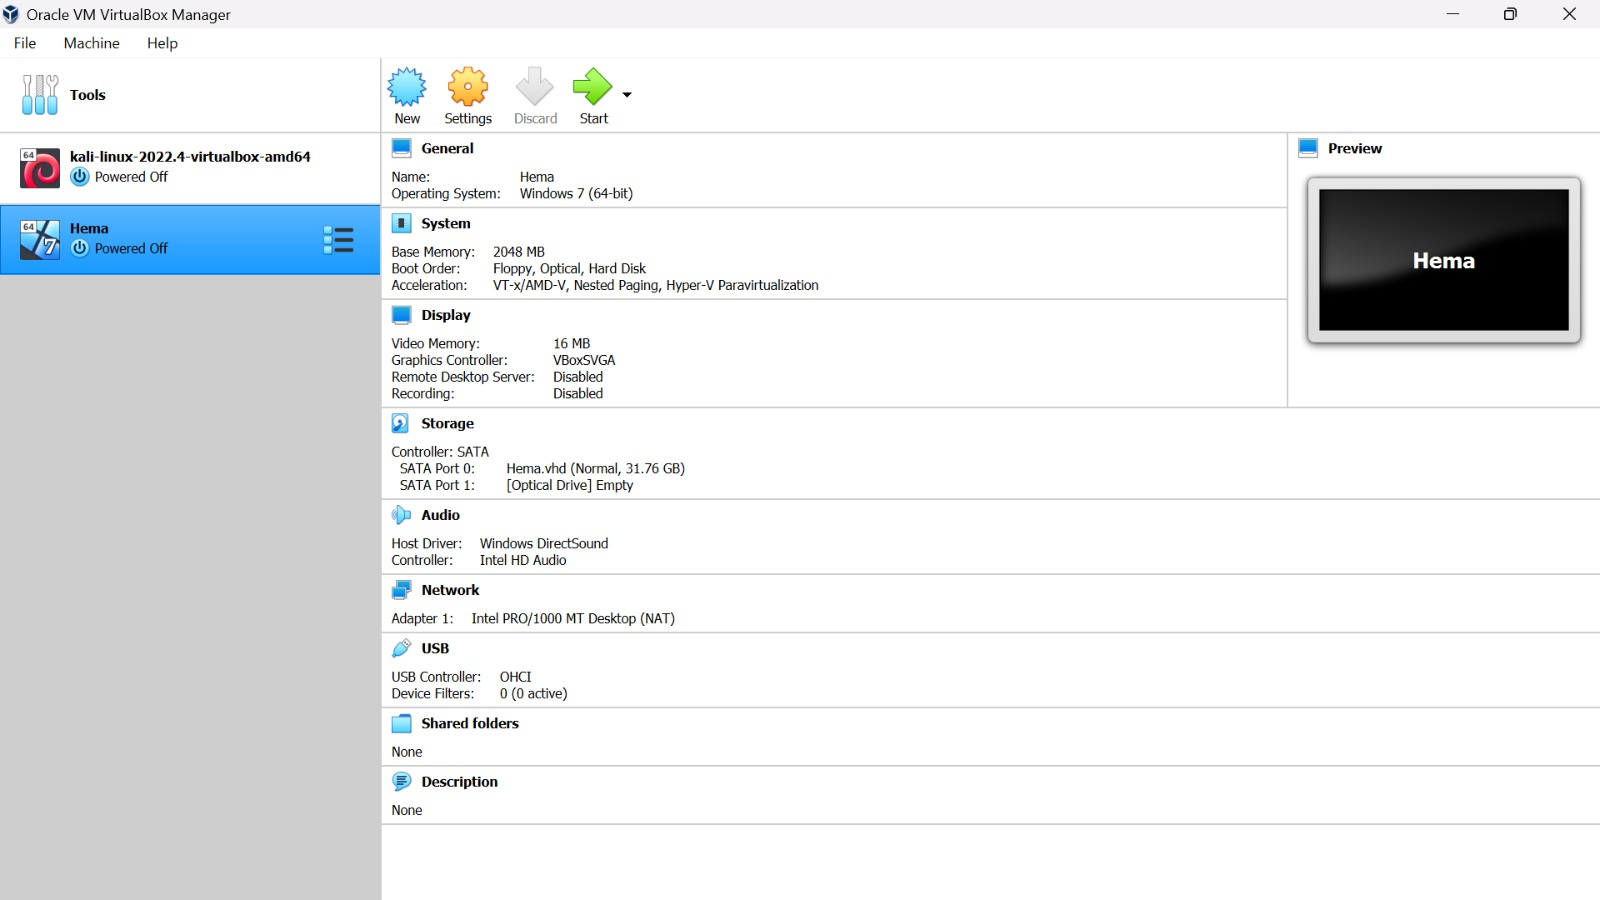 Oracle VM VirtualBox Manager
File Machine Help
Tools
New Settings Discard Start
64 kali-linux-2022.4-virtualbox-amd64
Powered Off
64 Hema
7 Powered Off
General
Name: Hema
Operating System: Windows 7 (64-bit)
System
Base Memory: 2048 MB
Boot Order: Floppy, Optical, Hard Disk
Acceleration: VT-x/AMD-V, Nested Paging, Hyper-V Paravirtualization
Display
Video Memory: 16 MB
Graphics Controller: VBoxSVGA
Remote Desktop Server: Disabled
Recording: Disabled
Storage
Controller: SATA
SATA Port 0: Hema.vhd (Normal, 31.76 GB)
SATA Port 1: [Optical Drive] Empty
Audio
Host Driver: Windows DirectSound
Controller: Intel HD Audio
Network
Adapter 1: Intel PRO/1000 MT Desktop (NAT)
USB
USB Controller: OHCI
Device Filters: 0 (0 active)
Shared folders
None
Description
None
Preview
Hema